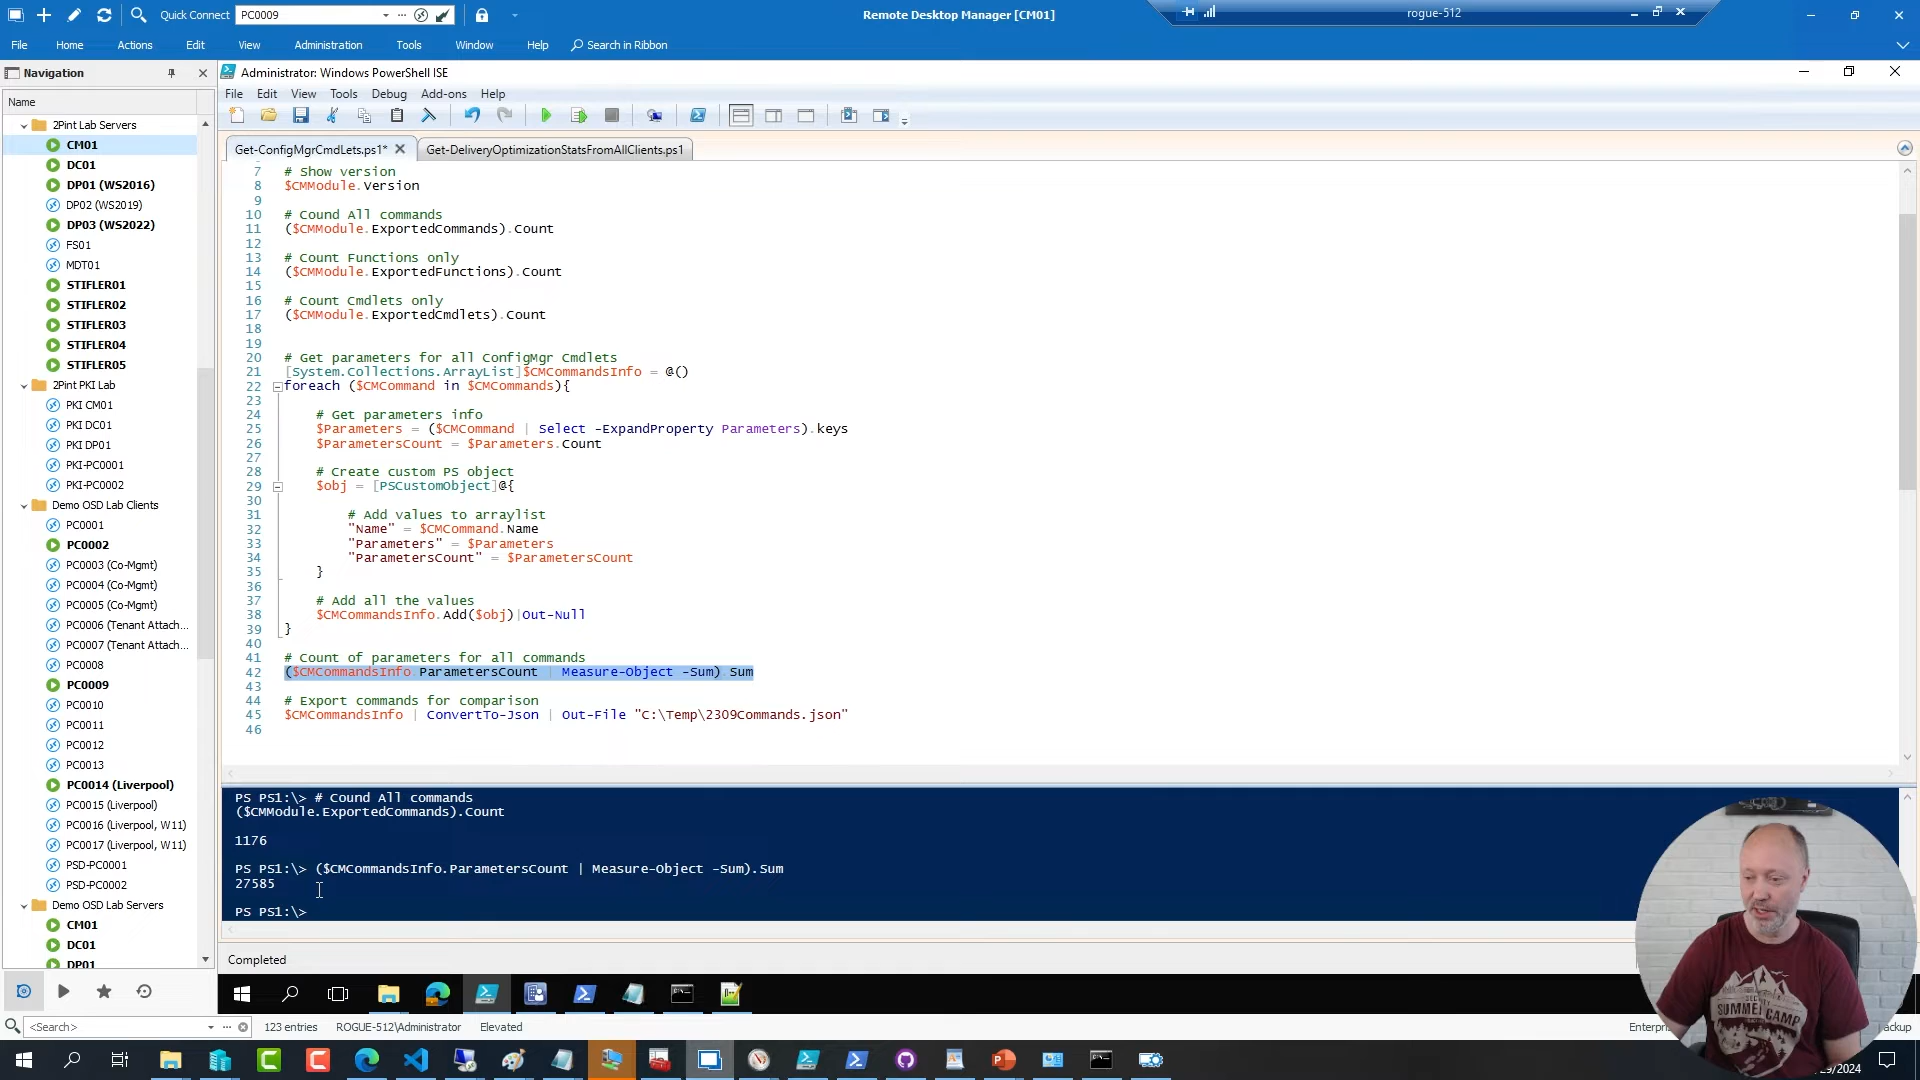 Quick Connect PC0009
Remote Desktop Manager [CM01]
rogue-512
File Home Actions Edit View Administration Tools Window Help Search in Ribbon
Navigation
Name
2Pint Lab Servers
CM01
DC01
DP01 (WS2016)
DP02 (WS2019)
DP03 (WS2022)
FS01
MDT01
STIFLER01
STIFLER02
STIFLER03
STIFLER04
STIFLER05
2Pint PKI Lab
PKI CM01
PKI DC01
PKI DP01
PKI-PC0001
PKI-PC0002
Demo OSD Lab Clients
PC0001
PC0002
PC0003 (Co-Mgmt)
PC0004 (Co-Mgmt)
PC0005 (Co-Mgmt)
PC0006 (Tenant Attach...
PC0007 (Tenant Attach...
PC0008
PC0009
PC0010
PC0011
PC0012
PC0013
PC0014 (Liverpool)
PC0015 (Liverpool)
PC0016 (Liverpool, W11)
PC0017 (Liverpool, W11)
PSD-PC0001
PSD-PC0002
Demo OSD Lab Servers
CM01
DC01
DP01
Administrator: Windows PowerShell ISE
File Edit View Tools Debug Add-ons Help
Get-ConfigMgrCmdLets.ps1* Get-DeliveryOptimizationStatsFromAllClients.ps1
7 # Show version
8 $CMModule.Version
9
10 # Cound All commands
11 ($CMModule.ExportedCommands).Count
12
13 # Count Functions only
14 ($CMModule.ExportedFunctions).Count
15
16 # Count Cmdlets only
17 ($CMModule.ExportedCmdlets).Count
18
19
20 # Get parameters for all ConfigMgr Cmdlets
21 [System.Collections.ArrayList]$CMCommandsInfo = @()
22 foreach ($CMCommand in $CMCommands){
23
24 # Get parameters info
25 $Parameters = ($CMCommand | Select -ExpandProperty Parameters).keys
26 $ParametersCount = $Parameters.Count
27
28 # Create custom PS object
29 $obj = [PSCustomObject]@{
30
31 # Add values to arraylist
32 "Name" = $CMCommand.Name
33 "Parameters" = $Parameters
34 "ParametersCount" = $ParametersCount
35 }
36
37 # Add all the values
38 $CMCommandsInfo.Add($obj)|Out-Null
39 }
40
41 # Count of parameters for all commands
42 ($CMCommandsInfo.ParametersCount | Measure-Object -Sum).Sum
43
44 # Export commands for comparison
45 $CMCommandsInfo | ConvertTo-Json | Out-File "C:\Temp\2309Commands.json"
46
PS PS1:\> # Cound All commands
($CMModule.ExportedCommands).Count
1176
PS PS1:\> ($CMCommandsInfo.ParametersCount | Measure-Object -Sum).Sum
27585
PS PS1:\>
Completed
<Search> 123 entries ROGUE-512\Administrator Elevated
SUMMER CAMP